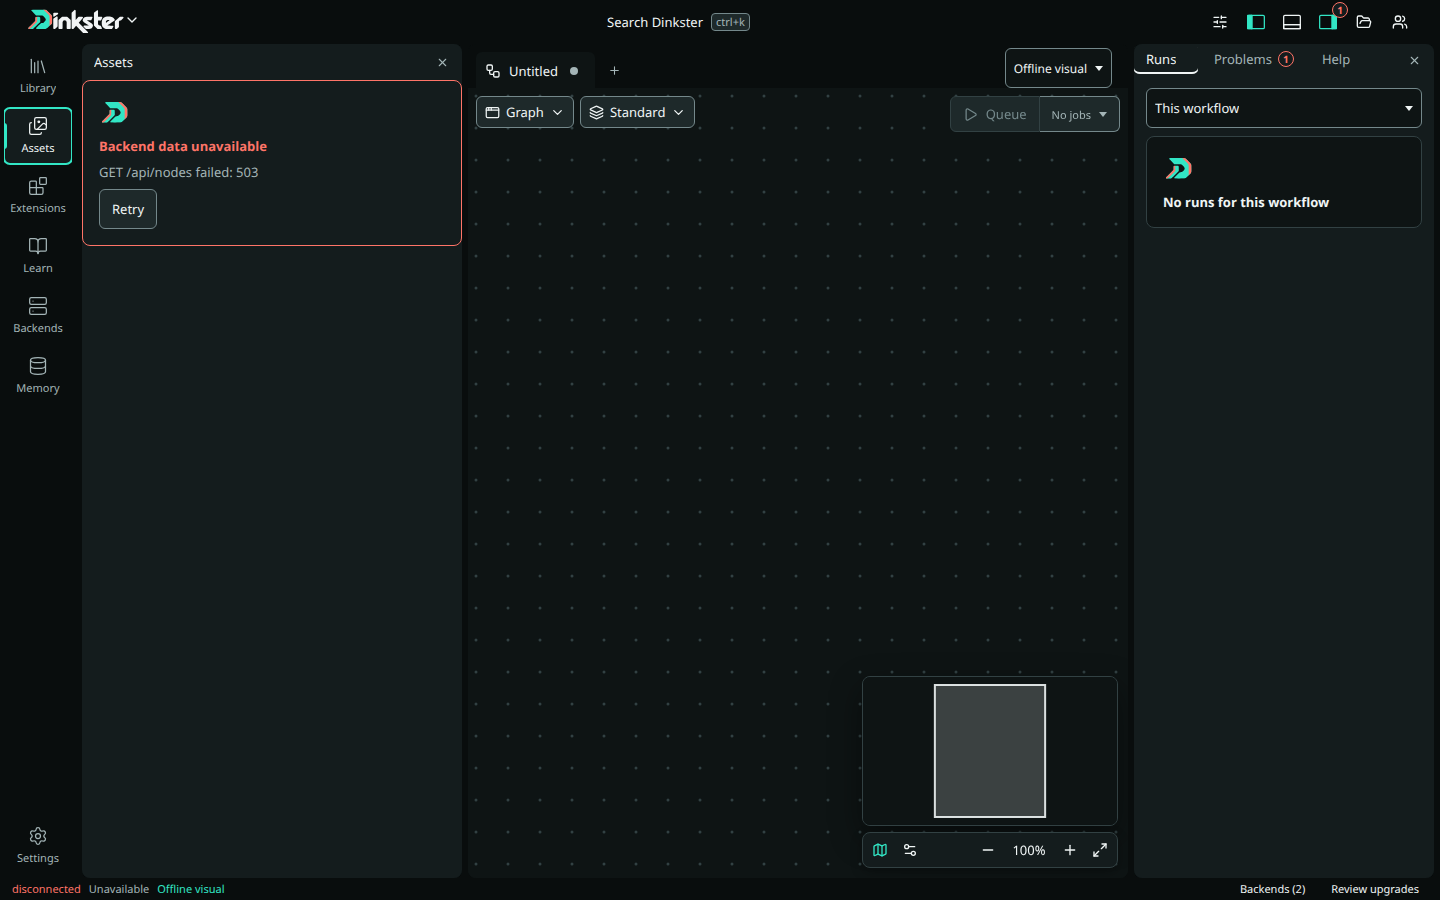 Dinkster
Search Dinkster ctrl+k
1
Library
Assets
Extensions
Learn
Backends
Memory
Settings
Assets
Backend data unavailable
GET /api/nodes failed: 503
Retry
Untitled
Offline visual
Graph
Standard
Queue
No jobs
100%
Runs
Problems 1
Help
This workflow
No runs for this workflow
disconnected Unavailable Offline visual
Backends (2) Review upgrades